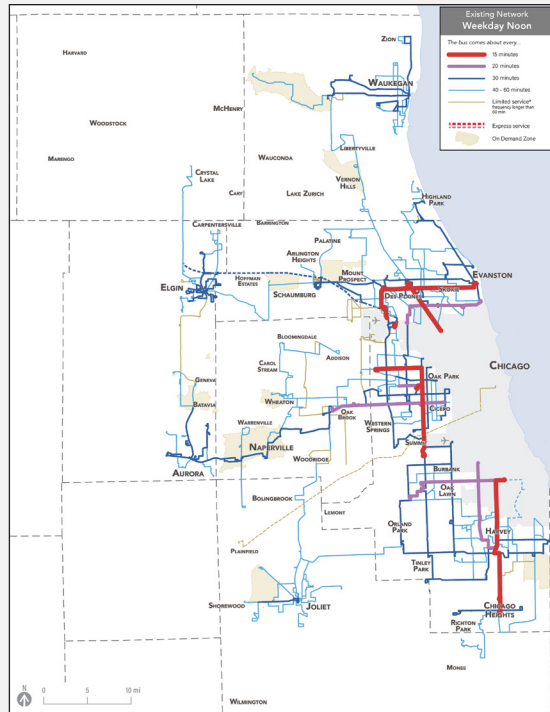 Existing Network
Weekday Noon
The bus comes about every...
15 minutes
20 minutes
30 minutes
40 - 60 minutes
Limited service*
frequency longer than
60 min
Express service
On Demand Zone
ZION
HARVARD
WAUKEGAN
MCHENRY
WOODSTOCK
LIBERTYVILLE
MARENGO
WAUCONDA
CRYSTAL
LAKE
VERNON
HILLS
CARY
LAKE ZURICH
HIGHLAND
PARK
CARPENTERSVILLE
BARRINGTON
PALATINE
ARLINGTON
HEIGHTS
MOUNT
PROSPECT
EVANSTON
HOFFMAN
ESTATES
ELGIN
SCHAUMBURG
DES PLAINES
SKOKIE
BLOOMINGDALE
ADDISON
CAROL
STREAM
CHICAGO
OAK PARK
GENEVA
WHEATON
BATAVIA
OAK
BROOK
CICERO
WARRENVILLE
WESTERN
SPRINGS
NAPERVILLE
SUMMIT
WOODRIDGE
AURORA
BURBANK
BOLINGBROOK
OAK
LAWN
LEMONT
ORLAND
PARK
HARVEY
PLAINFIELD
TINLEY
PARK
SHOREWOOD
JOLIET
CHICAGO
HEIGHTS
RICHTON
PARK
MONEE
N
0 5 10 mi
WILMINGTON